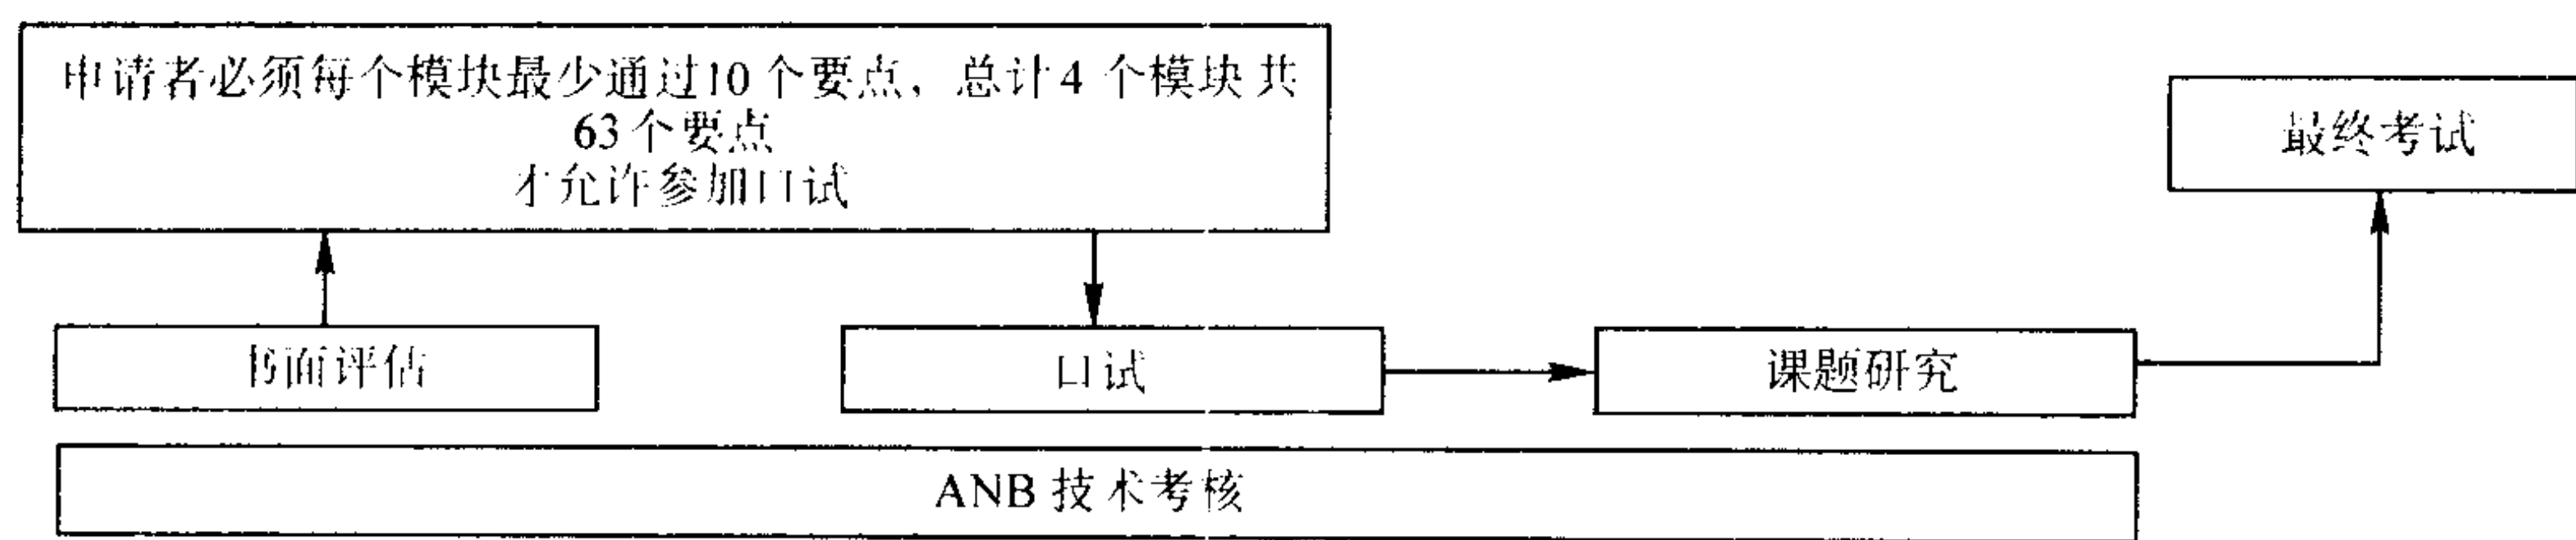 申请者必须每个模块最少通过10个要点，总计4个模块共
63个要点
才允许参加口试
最终考试
书面评估
口试
课题研究
ANB技术考核